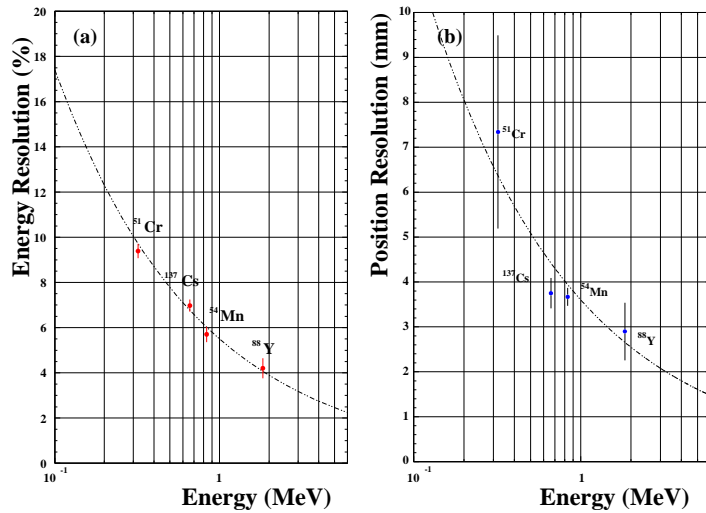 (a)
Energy Resolution (%)
20
18
16
14
12
10
8
6
4
2
0
⁵¹Cr
¹³⁷Cs
⁵⁴Mn
⁸⁸Y
10⁻¹
1
Energy (MeV)
(b)
Position Resolution (mm)
10
9
8
7
6
5
4
3
2
1
0
⁵¹Cr
¹³⁷Cs
⁵⁴Mn
⁸⁸Y
10⁻¹
1
Energy (MeV)